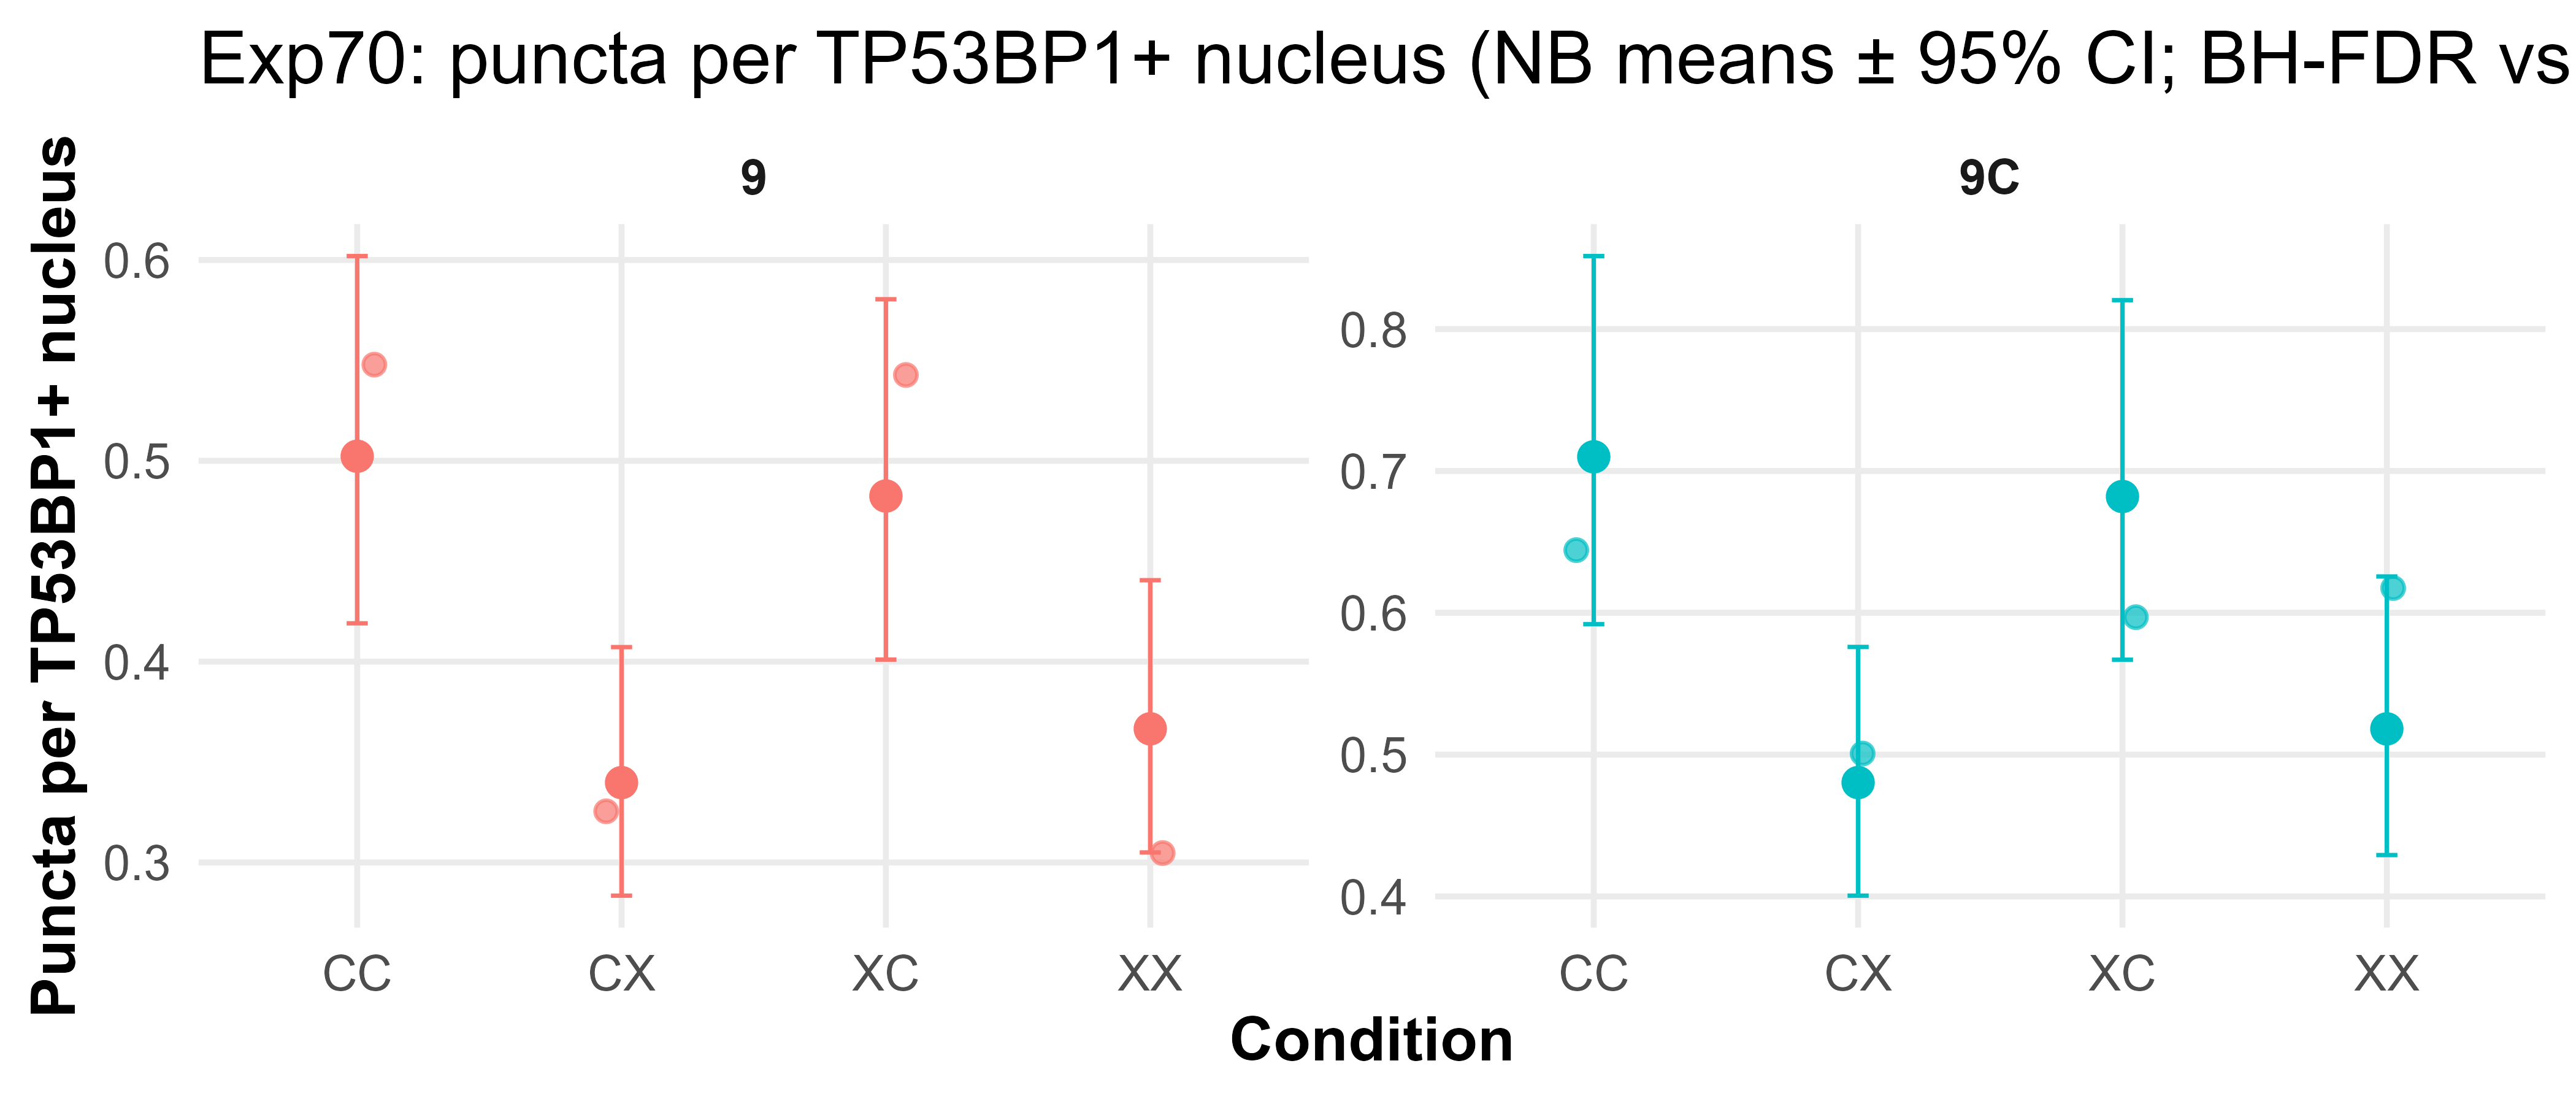 Exp70: puncta per TP53BP1+ nucleus (NB means ± 95% CI; BH-FDR vs
Puncta per TP53BP1+ nucleus
9
0.6
0.5
0.4
0.3
CC CX XC XX
9C
0.8
0.7
0.6
0.5
0.4
CC CX XC XX
Condition